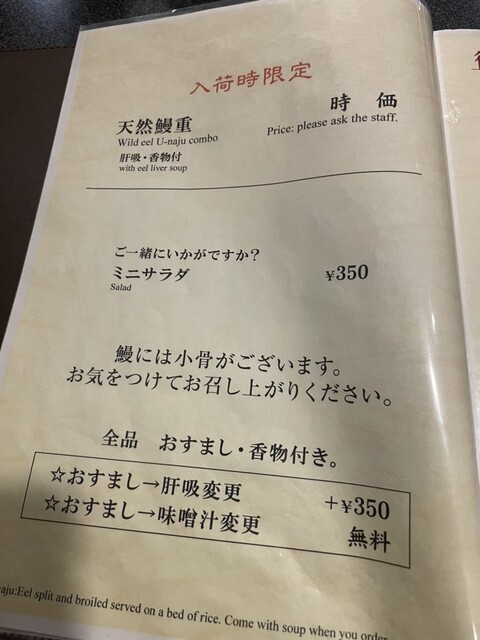 入荷時限定
天然鰻重 時 価
Wild eel U-naju combo Price: please ask the staff.
肝吸・香物付
with eel liver soup
ご一緒にいかがですか?
ミニサラダ ¥350
Salad
鰻には小骨がございます。
お気をつけてお召し上がりください。
全品 おすまし・香物付き。
☆おすまし→肝吸変更 +¥350
☆おすまし→味噌汁変更 無料
aju:Eel split and broiled served on a bed of rice. Come with soup when you order